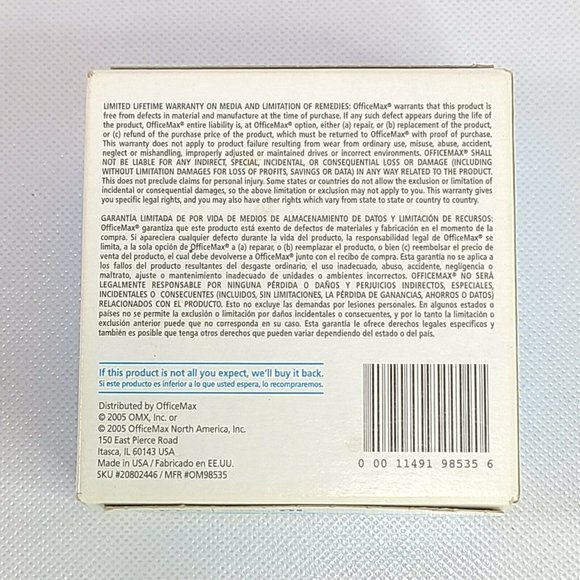 LIMITED LIFETIME WARRANTY ON MEDIA AND LIMITATION OF REMEDIES: OfficeMax® warrants that this product is
free from defects in material and manufacture at the time of purchase. If any such defect appears during the life of
the product, OfficeMax® entire liability is, at OfficeMax® option, either (a) repair, or (b) replacement of the product,
or (c) refund of the purchase price of the product, which must be returned to OfficeMax® with proof of purchase.
This warranty does not apply to product failure resulting from wear from ordinary use, misuse, abuse, accident,
neglect or mishandling, improperly adjusted or maintained drives or incorrect environments. OFFICEMAX® SHALL
NOT BE LIABLE FOR ANY INDIRECT, SPECIAL, INCIDENTAL, OR CONSEQUENTIAL LOSS OR DAMAGE (INCLUDING
WITHOUT LIMITATION DAMAGES FOR LOSS OF PROFITS, SAVINGS OR DATA) IN ANY WAY RELATED TO THE PRODUCT.
This does not preclude claims for personal injury. Some states or countries do not allow the exclusion or limitation of
incidental or consequential damages, so the above limitation or exclusion may not apply to you. This warranty gives
you specific legal rights, and you may also have other rights which vary from state to state or country to country.
GARANTÍA LIMITADA DE POR VIDA DE MEDIOS DE ALMACENAMIENTO DE DATOS Y LIMITACIÓN DE RECURSOS:
OfficeMax® garantiza que este producto está exento de defectos de materiales y fabricación en el momento de la
compra. Si apareciera cualquier defecto durante la vida del producto, la responsabilidad legal de OfficeMax® se
limita, a la sola opción de OfficeMax® a (a) reparar, o (b) reemplazar el producto, o bien (c) reembolsar el precio de
venta del producto, el cual debe devolverse a OfficeMax® junto con el recibo de compra. Esta garantía no se aplica a
los fallos del producto resultantes del desgaste ordinario, el uso inadecuado, abuso, accidente, negligencia o
maltrato, ajuste o mantenimiento inadecuado de unidades o ambientes incorrectos. OFFICEMAX® NO SERÁ
LEGALMENTE RESPONSABLE POR NINGUNA PÉRDIDA O DAÑOS Y PERJUICIOS INDIRECTOS, ESPECIALES,
INCIDENTALES O CONSECUENTES (INCLUIDOS, SIN LIMITACIONES, LA PÉRDIDA DE GANANCIAS, AHORROS O DATOS)
RELACIONADOS CON EL PRODUCTO. Esto no excluye las demandas por lesiones personales. En algunos estados o
países no se permite la exclusión o limitación por daños incidentales o consecuentes, y por lo tanto la limitación o
exclusión anterior puede que no corresponda en su caso. Esta garantía le ofrece derechos legales específicos y
también es posible que tenga otros derechos que pueden variar dependiendo del estado o del país.
If this product is not all you expect, we'll buy it back.
Si este producto es inferior a lo que usted espera, lo recompraremos.
Distributed by OfficeMax
© 2005 OMX, Inc. or
© 2005 OfficeMax North America, Inc.
150 East Pierce Road
Itasca, IL 60143 USA
Made in USA / Fabricado en EE.UU.
SKU #20802446 / MFR #OM98535
0 00 11491 98535 6